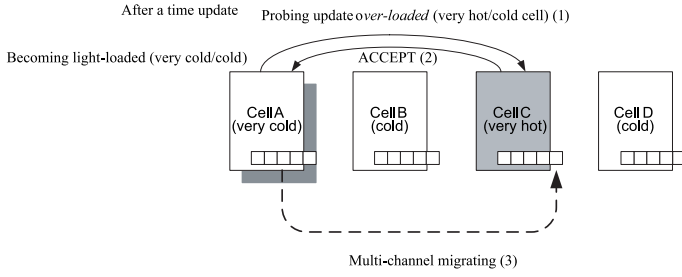 After a time update
Probing update over-loaded (very hot/cold cell) (1)
Becoming light-loaded (very cold/cold)
ACCEPT (2)
Cell A
(very cold)
Cell B
(cold)
Cell C
(very hot)
Cell D
(cold)
Multi-channel migrating (3)